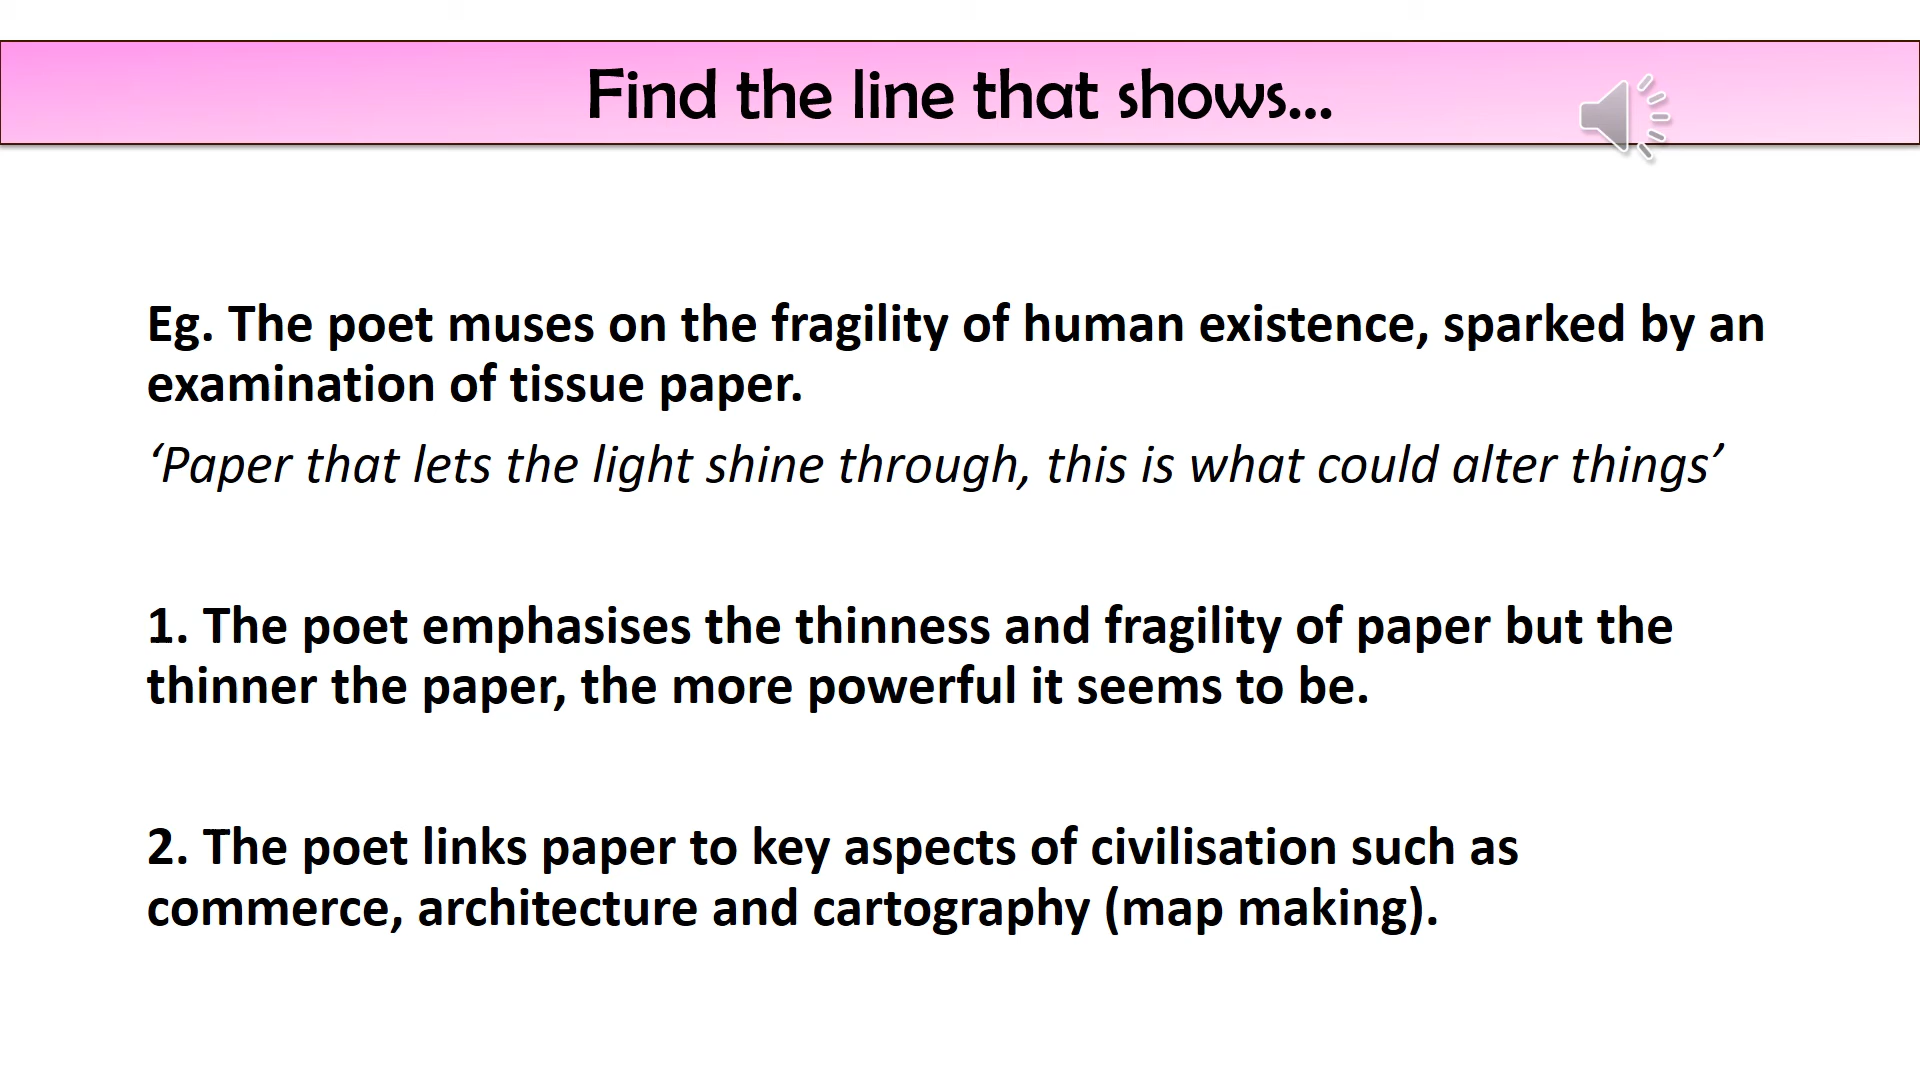 Find the line that shows...
Eg. The poet muses on the fragility of human existence, sparked by an
examination of tissue paper.
‘Paper that lets the light shine through, this is what could alter things’
1. The poet emphasises the thinness and fragility of paper but the
thinner the paper, the more powerful it seems to be.
2. The poet links paper to key aspects of civilisation such as
commerce, architecture and cartography (map making).